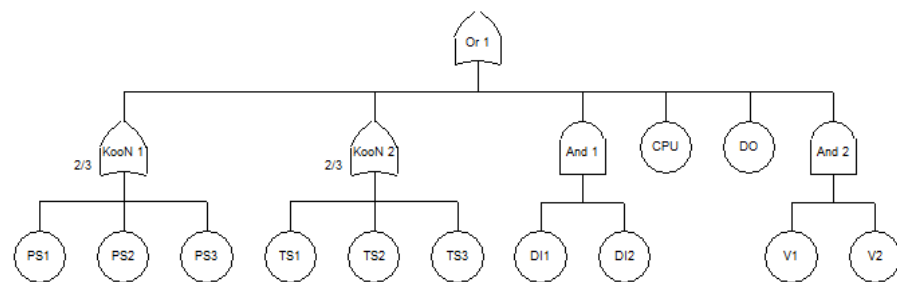 Or 1
KooN 1
2/3
KooN 2
2/3
And 1
CPU
DO
And 2
PS1
PS2
PS3
TS1
TS2
TS3
DI1
DI2
V1
V2